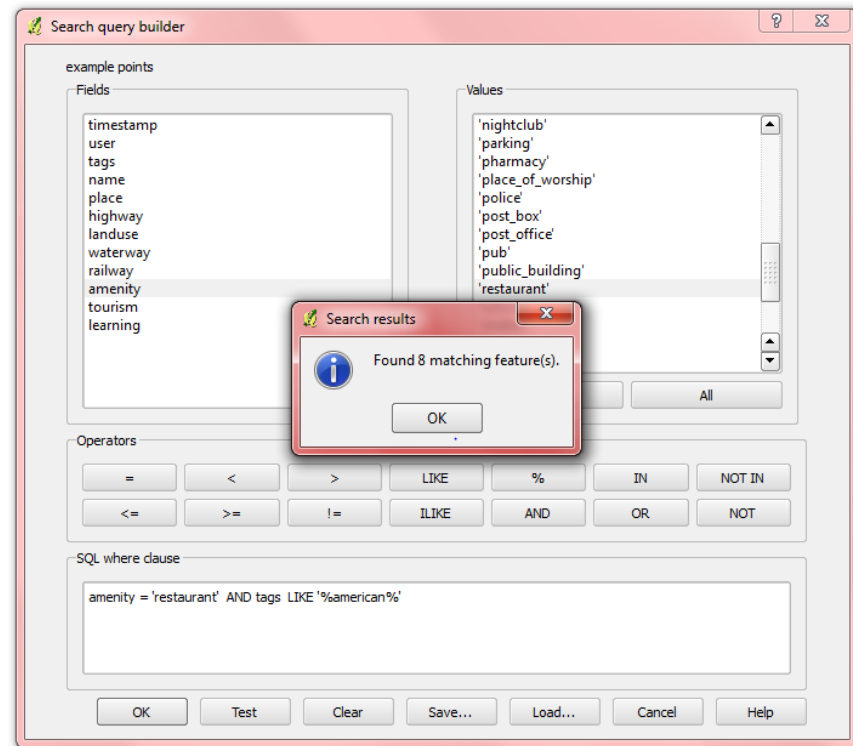 Search query builder
example points
Fields
timestamp
user
tags
name
place
highway
landuse
waterway
railway
amenity
tourism
learning
Values
'nightclub'
'parking'
'pharmacy'
'place_of_worship'
'police'
'post_box'
'post_office'
'pub'
'public_building'
'restaurant'
All
Search results
Found 8 matching feature(s).
OK
Operators
= < > LIKE % IN NOT IN
<= >= != ILIKE AND OR NOT
SQL where clause
amenity = 'restaurant' AND tags LIKE '%american%'
OK Test Clear Save... Load... Cancel Help